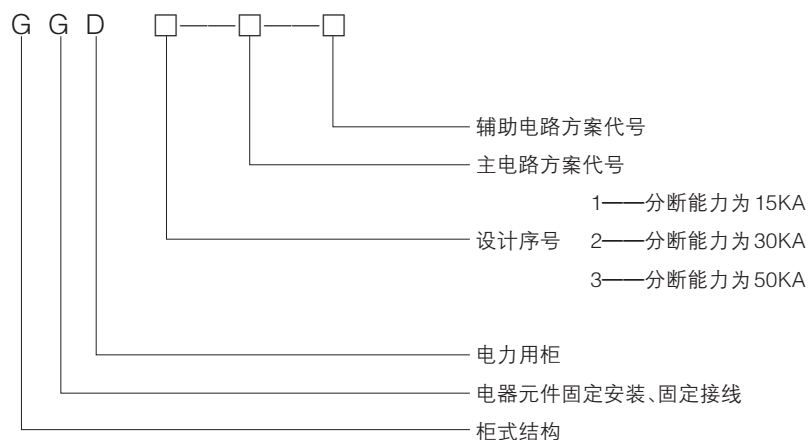 G G D □——□——□
辅助电路方案代号
主电路方案代号
1——分断能力为15KA
设计序号 2——分断能力为30KA
3——分断能力为50KA
电力用柜
电器元件固定安装、固定接线
柜式结构